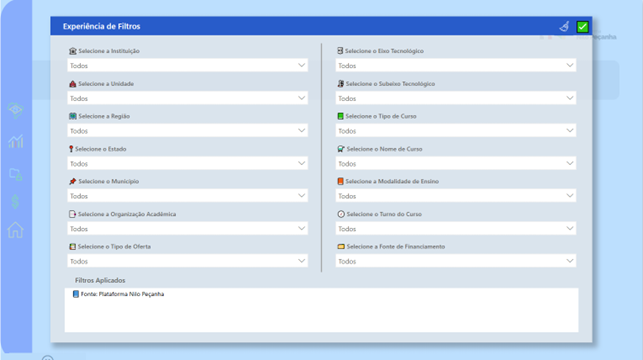 Experiência de Filtros
Selecione a Instituição
Todos
Selecione a Unidade
Todos
Selecione a Região
Todos
Selecione o Estado
Todos
Selecione o Município
Todos
Selecione a Organização Acadêmica
Todos
Selecione o Tipo de Oferta
Todos
Selecione o Eixo Tecnológico
Todos
Selecione o Subeixo Tecnológico
Todos
Selecione o Tipo de Curso
Todos
Selecione o Nome de Curso
Todos
Selecione a Modalidade de Ensino
Todos
Selecione o Turno do Curso
Todos
Selecione a Fonte de Financiamento
Todos
Filtros Aplicados
Fonte: Plataforma Nilo Peçanha